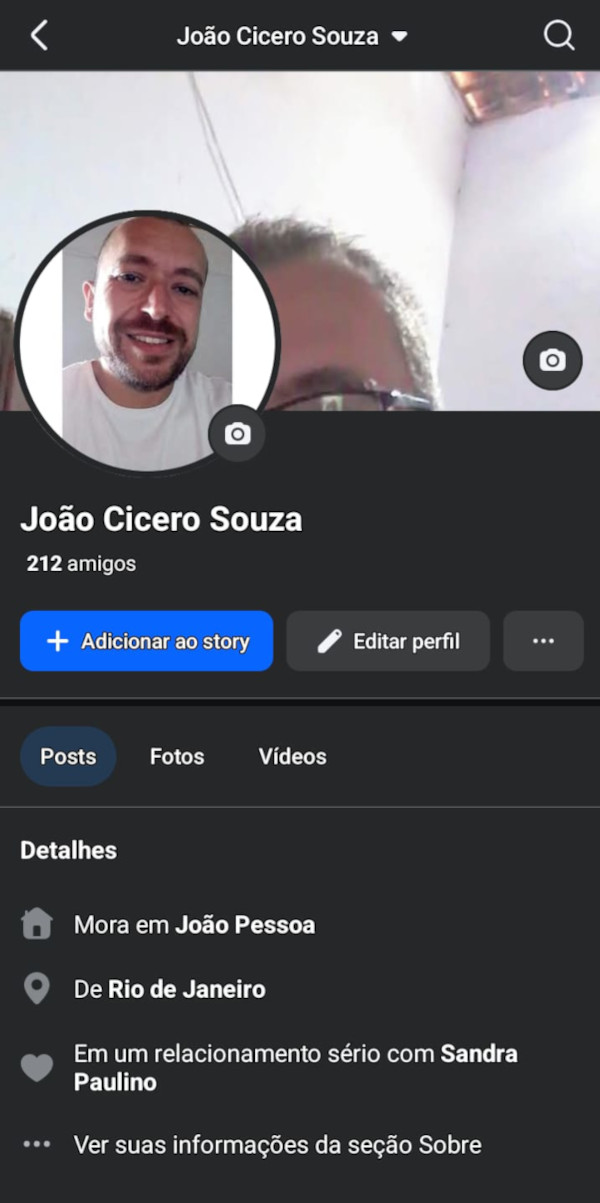 João Cicero Souza
João Cicero Souza
212 amigos
Adicionar ao story
Editar perfil
Posts
Fotos
Vídeos
Detalhes
Mora em João Pessoa
De Rio de Janeiro
Em um relacionamento sério com Sandra
Paulino
Ver suas informações da seção Sobre